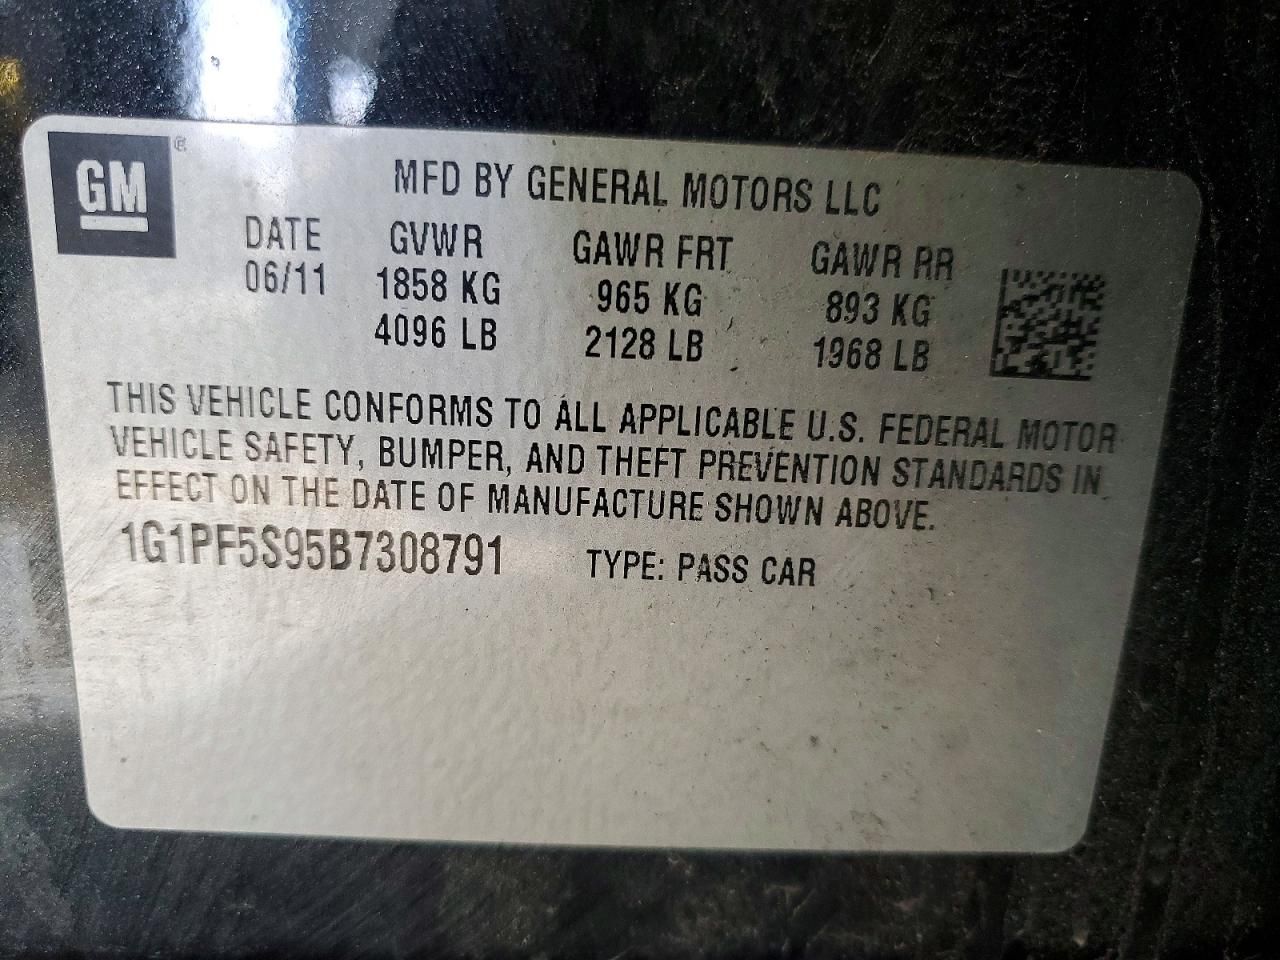 GM
MFD BY GENERAL MOTORS LLC
DATE GVWR GAWR FRT GAWR RR
06/11 1858 KG 965 KG 893 KG
4096 LB 2128 LB 1968 LB
THIS VEHICLE CONFORMS TO ALL APPLICABLE U.S. FEDERAL MOTOR
VEHICLE SAFETY, BUMPER, AND THEFT PREVENTION STANDARDS IN
EFFECT ON THE DATE OF MANUFACTURE SHOWN ABOVE.
1G1PF5S95B7308791 TYPE: PASS CAR